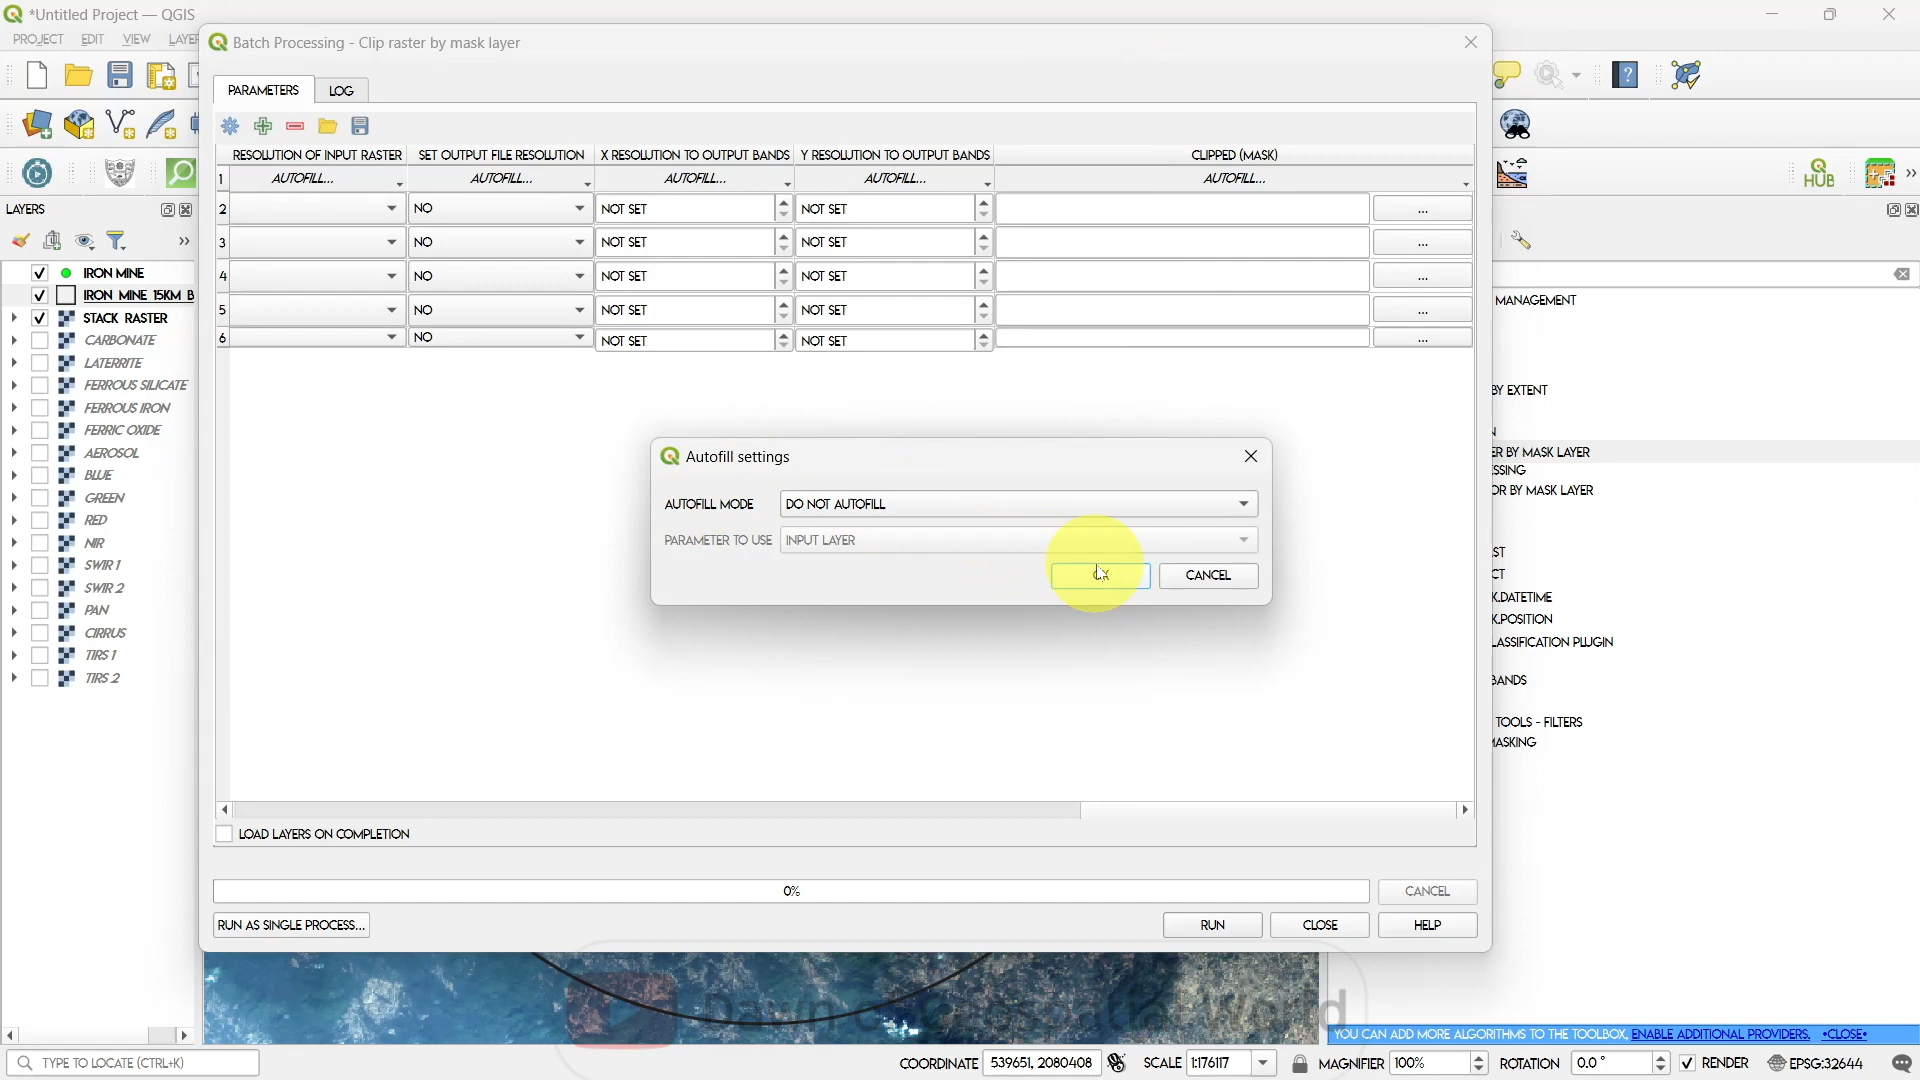 *Untitled Project — QGIS
PROJECT EDIT VIEW LAYER
Batch Processing - Clip raster by mask layer
PARAMETERS LOG
RESOLUTION OF INPUT RASTER SET OUTPUT FILE RESOLUTION X RESOLUTION TO OUTPUT BANDS Y RESOLUTION TO OUTPUT BANDS CLIPPED (MASK)
1 AUTOFILL... AUTOFILL... AUTOFILL... AUTOFILL... AUTOFILL...
2 NO NOT SET NOT SET ...
3 NO NOT SET NOT SET ...
4 NO NOT SET NOT SET ...
5 NO NOT SET NOT SET ...
6 NO NOT SET NOT SET ...
Autofill settings
AUTOFILL MODE DO NOT AUTOFILL
PARAMETER TO USE INPUT LAYER
CANCEL
LOAD LAYERS ON COMPLETION
0%
CANCEL
RUN AS SINGLE PROCESS... RUN CLOSE HELP
LAYERS
IRON MINE
IRON MINE 15KM B
STACK RASTER
CARBONATE
LATERRITE
FERROUS SILICATE
FERROUS IRON
FERRIC OXIDE
AEROSOL
BLUE
GREEN
RED
NIR
SWIR 1
SWIR 2
PAN
CIRRUS
TIRS 1
TIRS 2
HUB
MANAGEMENT
BY EXTENT
ER BY MASK LAYER
SSING
OR BY MASK LAYER
ST
CT
K.DATETIME
K.POSITION
LASSIFICATION PLUGIN
BANDS
TOOLS - FILTERS
MASKING
YOU CAN ADD MORE ALGORITHMS TO THE TOOLBOX, ENABLE ADDITIONAL PROVIDERS. •CLOSE•
TYPE TO LOCATE (CTRL+K) COORDINATE 539651, 2080408 SCALE 1:176117 MAGNIFIER 100% ROTATION 0.0 ° RENDER EPSG:32644